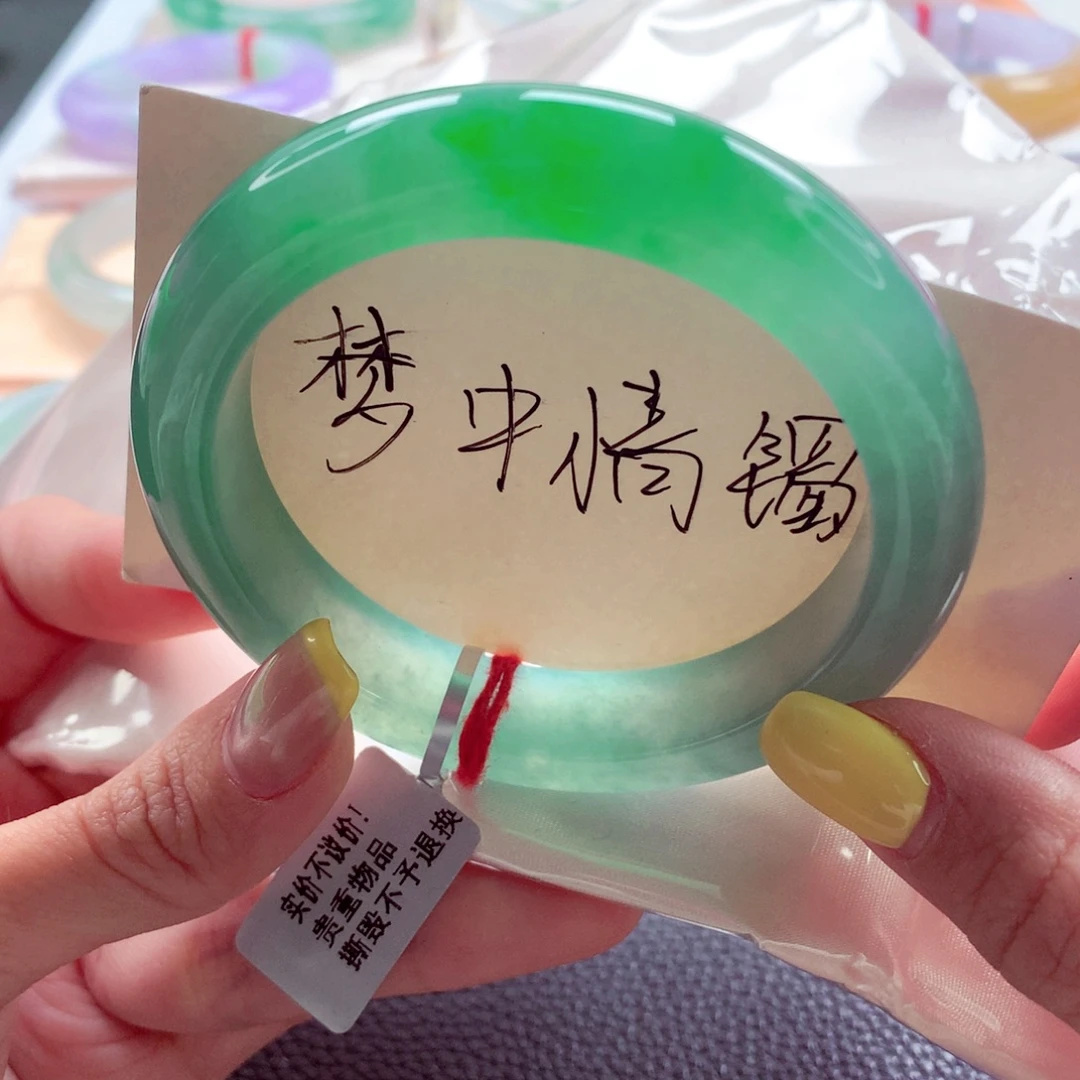 梦中情镯
实价不议价!
贵重物品
撕毁不予退换